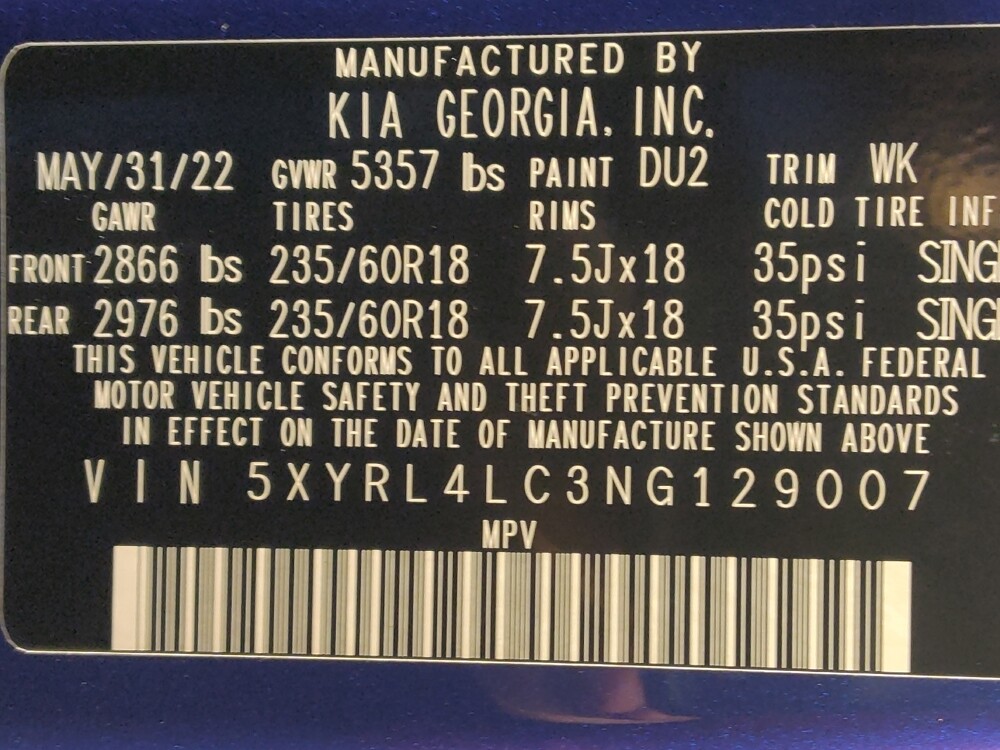 MANUFACTURED BY
KIA GEORGIA, INC.
MAY/31/22 GVWR 5357 lbs PAINT DU2 TRIM WK
GAWR TIRES RIMS COLD TIRE INF
FRONT 2866 lbs 235/60R18 7.5Jx18 35psi SING
REAR 2976 lbs 235/60R18 7.5Jx18 35psi SING
THIS VEHICLE CONFORMS TO ALL APPLICABLE U.S.A. FEDERAL
MOTOR VEHICLE SAFETY AND THEFT PREVENTION STANDARDS
IN EFFECT ON THE DATE OF MANUFACTURE SHOWN ABOVE
VIN 5XYRL4LC3NG129007
MPV